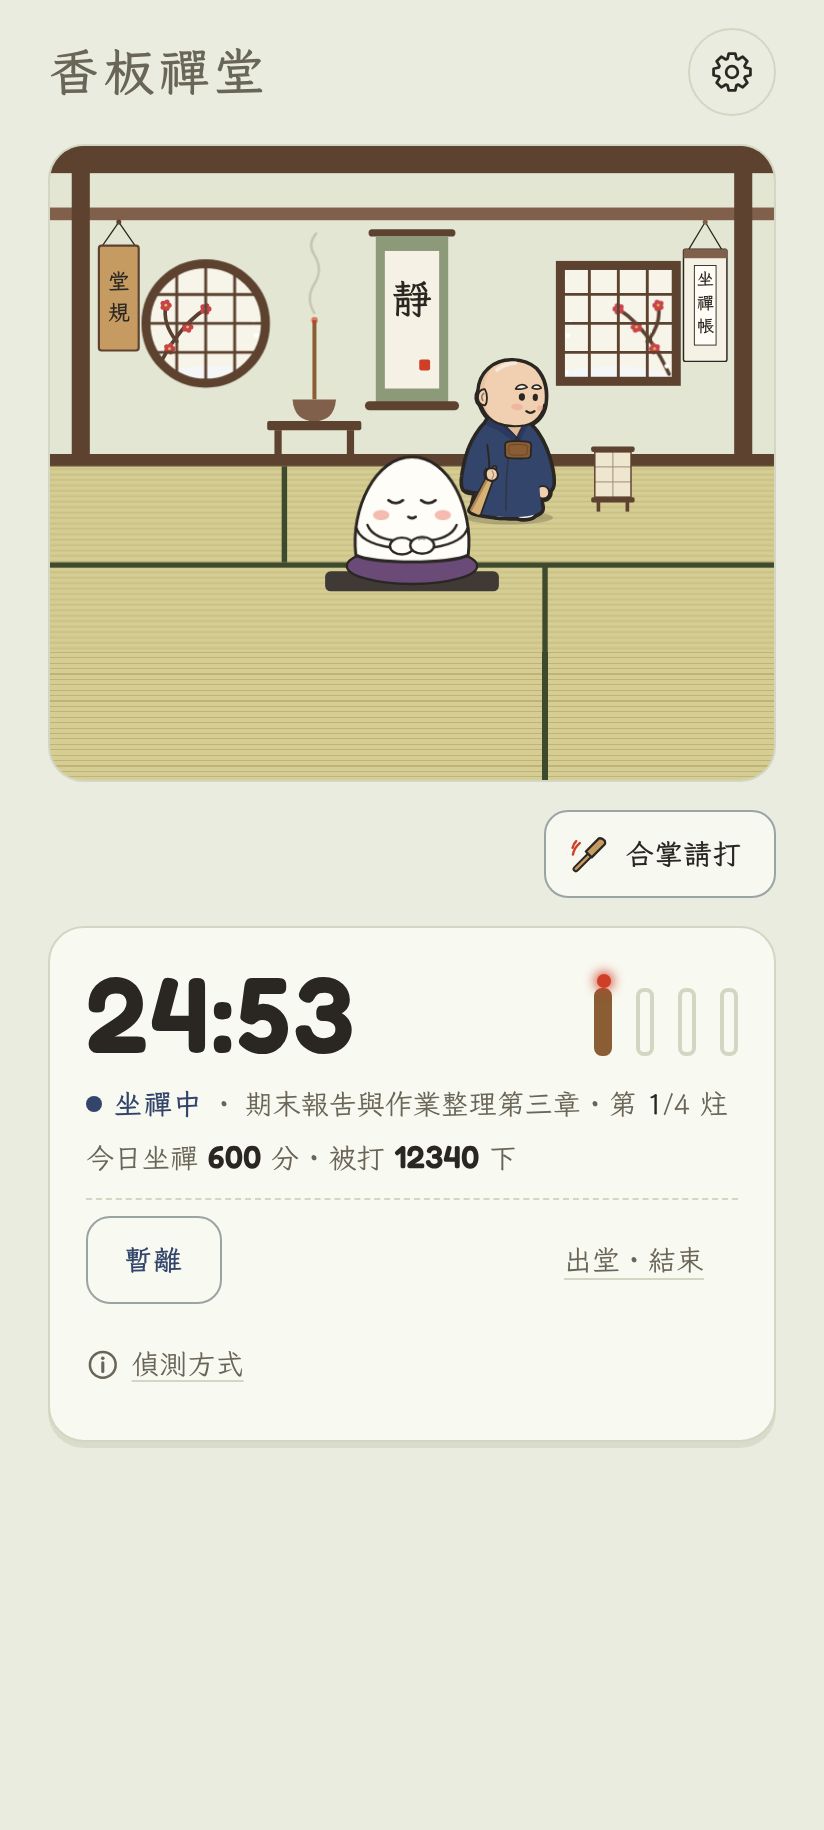 香板禪堂
堂規
靜
坐禪帳
合掌請打
24:53
坐禪中 · 期末報告與作業整理第三章 · 第 1/4 炷
今日坐禪 600 分 · 被打 12340 下
暫離
出堂 · 結束
偵測方式